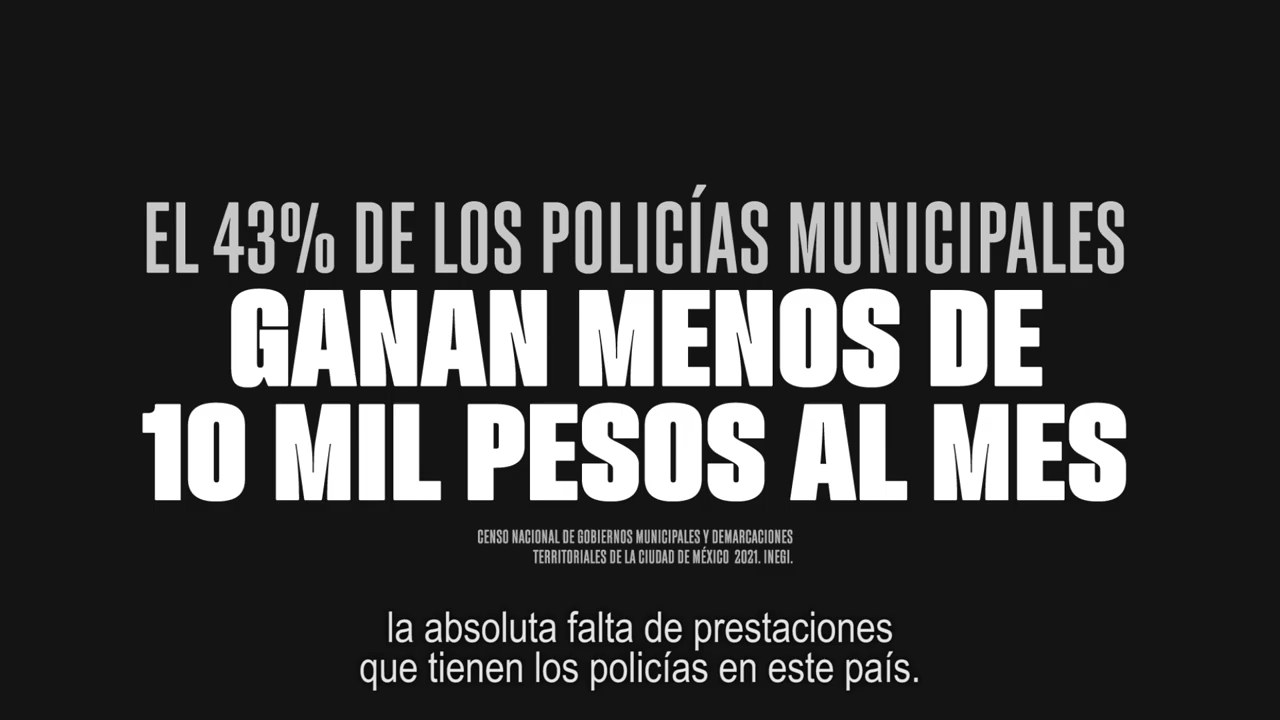 EL 43% DE LOS POLICÍAS MUNICIPALES
GANAN MENOS DE
10 MIL PESOS AL MES
CENSO NACIONAL DE GOBIERNOS MUNICIPALES Y DEMARCACIONES
TERRITORIALES DE LA CIUDAD DE MÉXICO 2021. INEGI.
la absoluta falta de prestaciones
que tienen los policías en este país.